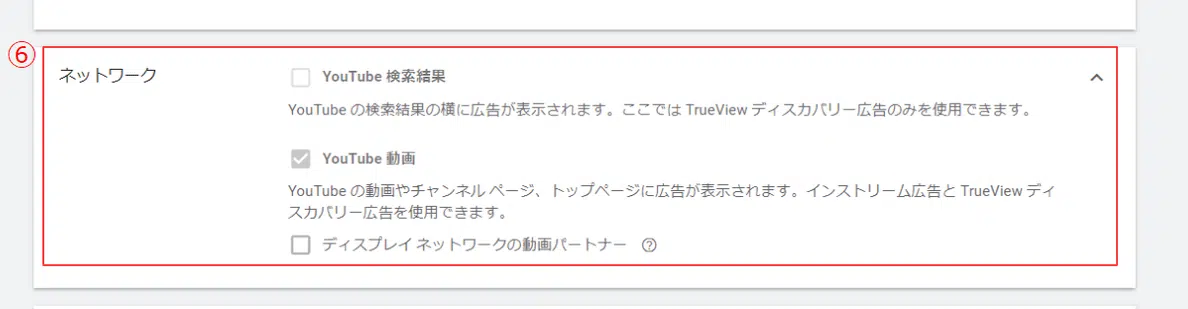 ⑥
ネットワーク
YouTube 検索結果
YouTube の検索結果の横に広告が表示されます。ここでは TrueView ディスカバリー広告のみを使用できます。
YouTube 動画
YouTube の動画やチャンネル ページ、トップページに広告が表示されます。インストリーム広告と TrueView ディ
スカバリー広告を使用できます。
ディスプレイ ネットワークの動画パートナー ?